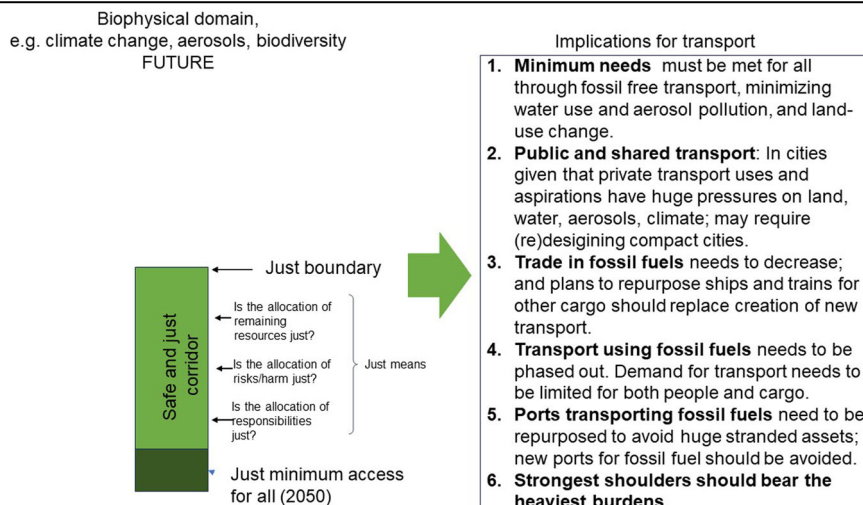 Biophysical domain,
e.g. climate change, aerosols, biodiversity
FUTURE
Just boundary
Safe and just
corridor
Is the allocation of
remaining
resources just?
Is the allocation of
risks/harm just?
Is the allocation of
responsibilities
just?
Just means
Just minimum access
for all (2050)
Implications for transport
1. Minimum needs must be met for all
through fossil free transport, minimizing
water use and aerosol pollution, and land-
use change.
2. Public and shared transport: In cities
given that private transport uses and
aspirations have huge pressures on land,
water, aerosols, climate; may require
(re)desigining compact cities.
3. Trade in fossil fuels needs to decrease;
and plans to repurpose ships and trains for
other cargo should replace creation of new
transport.
4. Transport using fossil fuels needs to be
phased out. Demand for transport needs to
be limited for both people and cargo.
5. Ports transporting fossil fuels need to be
repurposed to avoid huge stranded assets;
new ports for fossil fuel should be avoided.
6. Strongest shoulders should bear the
heaviest burdens